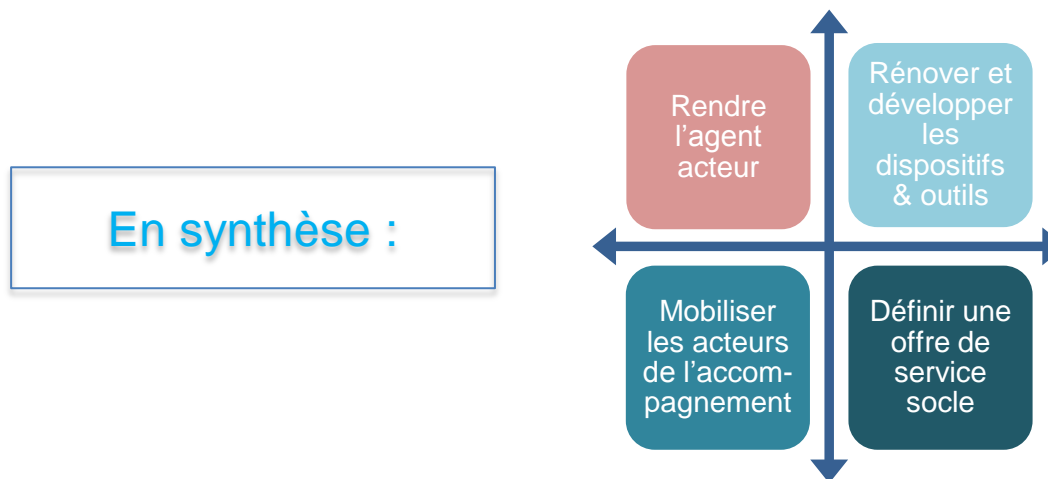 En synthèse :
Rendre
l’agent
acteur
Rénover et
développer
les
dispositifs
& outils
Mobiliser
les acteurs
de l’accom-
pagnement
Définir une
offre de
service
socle